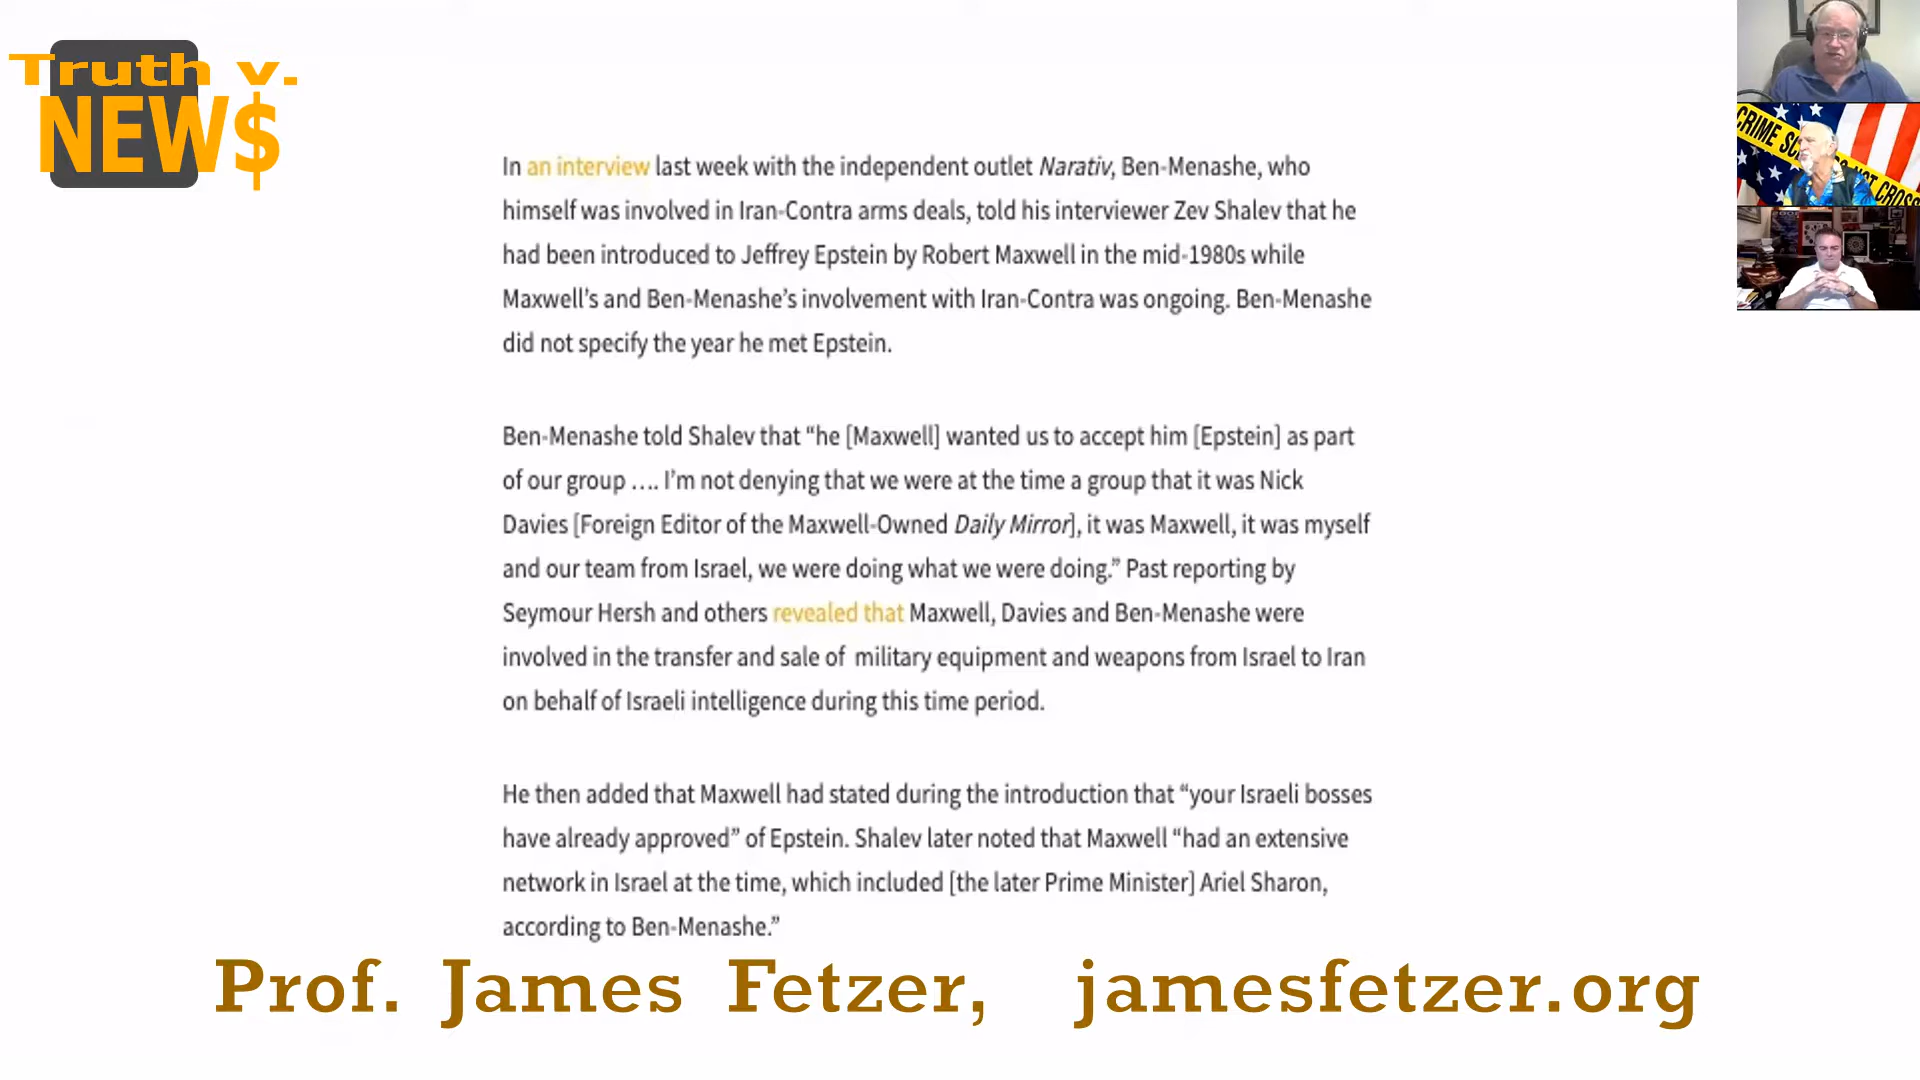 Truth v.
NEW$
In an interview last week with the independent outlet Narativ, Ben-Menashe, who
himself was involved in Iran-Contra arms deals, told his interviewer Zev Shalev that he
had been introduced to Jeffrey Epstein by Robert Maxwell in the mid-1980s while
Maxwell’s and Ben-Menashe’s involvement with Iran-Contra was ongoing. Ben-Menashe
did not specify the year he met Epstein.
Ben-Menashe told Shalev that “he [Maxwell] wanted us to accept him [Epstein] as part
of our group …. I’m not denying that we were at the time a group that it was Nick
Davies [Foreign Editor of the Maxwell-Owned Daily Mirror], it was Maxwell, it was myself
and our team from Israel, we were doing what we were doing.” Past reporting by
Seymour Hersh and others revealed that Maxwell, Davies and Ben-Menashe were
involved in the transfer and sale of military equipment and weapons from Israel to Iran
on behalf of Israeli intelligence during this time period.
He then added that Maxwell had stated during the introduction that “your Israeli bosses
have already approved” of Epstein. Shalev later noted that Maxwell “had an extensive
network in Israel at the time, which included [the later Prime Minister] Ariel Sharon,
according to Ben-Menashe.”
Prof. James Fetzer, jamesfetzer.org
CRIME
CROSS